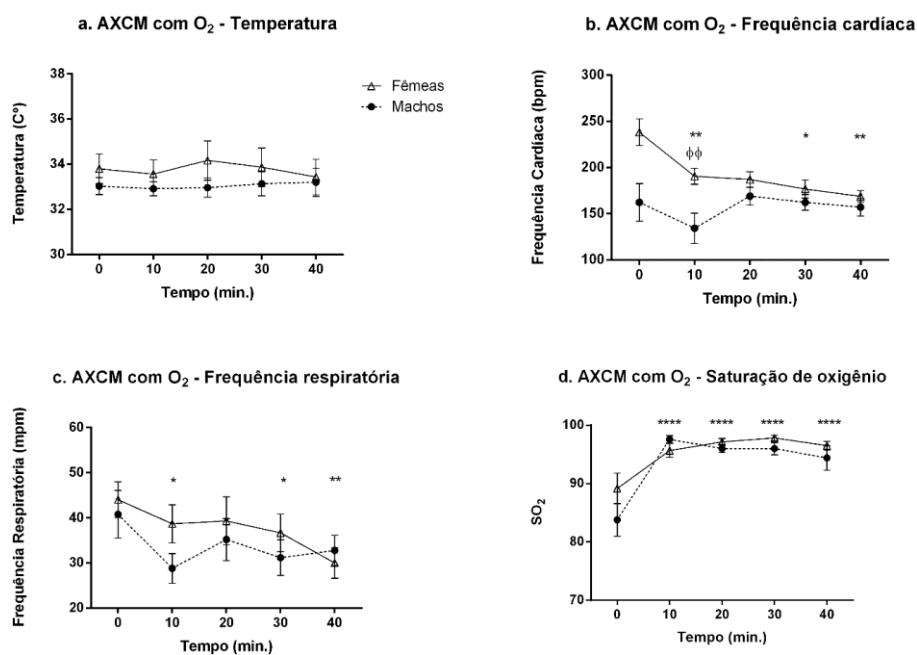 a. AXCM com O₂ - Temperatura
Temperatura (C°)
38
36
34
32
30
0 10 20 30 40
Tempo (min.)
Fêmeas
Machos
b. AXCM com O₂ - Frequência cardíaca
Frequência Cardíaca (bpm)
300
250
200
150
100
** * **
ϕϕ
0 10 20 30 40
Tempo (min.)
c. AXCM com O₂ - Frequência respiratória
Frequência Respiratória (mpm)
60
50
40
30
20
* * **
0 10 20 30 40
Tempo (min.)
d. AXCM com O₂ - Saturação de oxigênio
SO₂
100
90
80
70
**** **** **** ****
0 10 20 30 40
Tempo (min.)